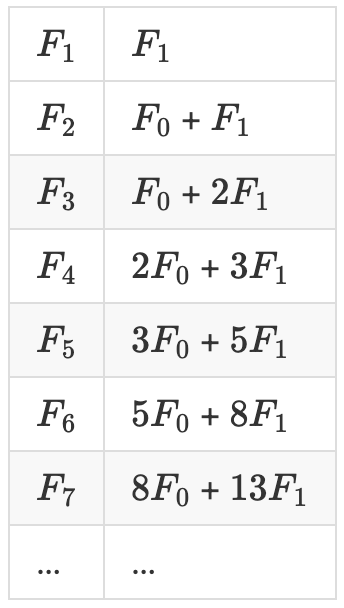 F₁ F₁
F₂ F₀ + F₁
F₃ F₀ + 2F₁
F₄ 2F₀ + 3F₁
F₅ 3F₀ + 5F₁
F₆ 5F₀ + 8F₁
F₇ 8F₀ + 13F₁
... ...